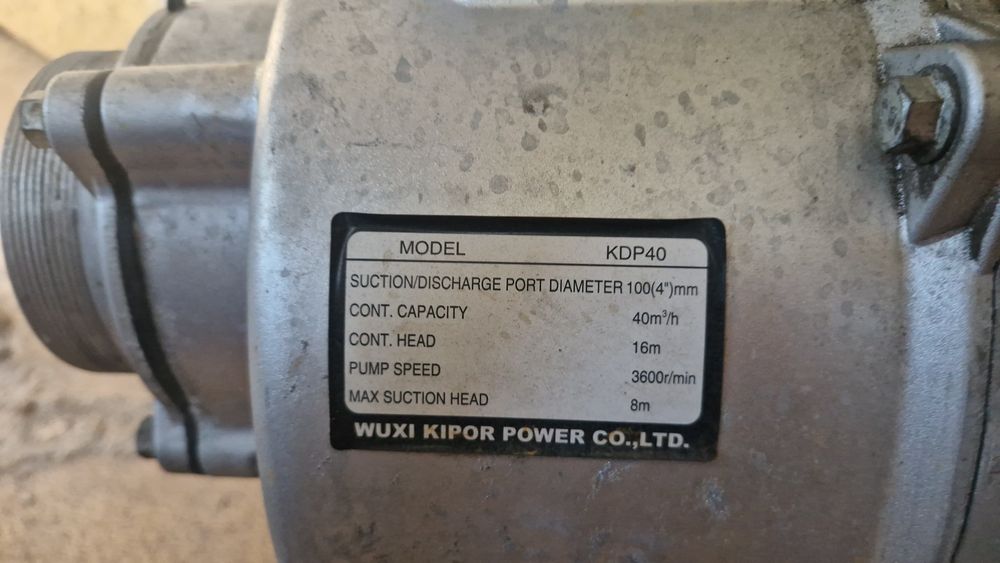 MODEL KDP40
SUCTION/DISCHARGE PORT DIAMETER 100(4")mm
CONT. CAPACITY 40m³/h
CONT. HEAD 16m
PUMP SPEED 3600r/min
MAX SUCTION HEAD 8m
WUXI KIPOR POWER CO.,LTD.